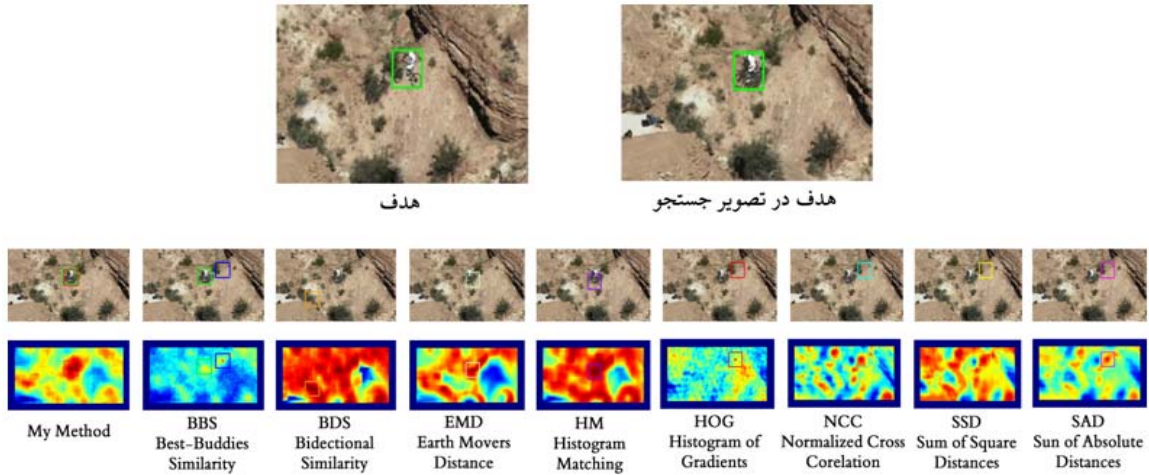 هدف
هدف در تصویر جستجو
My Method
BBS
Best-Buddies
Similarity
BDS
Bidectional
Similarity
EMD
Earth Movers
Distance
HM
Histogram
Matching
HOG
Histogram of
Gradients
NCC
Normalized Cross
Corelation
SSD
Sum of Square
Distances
SAD
Sun of Absolute
Distances